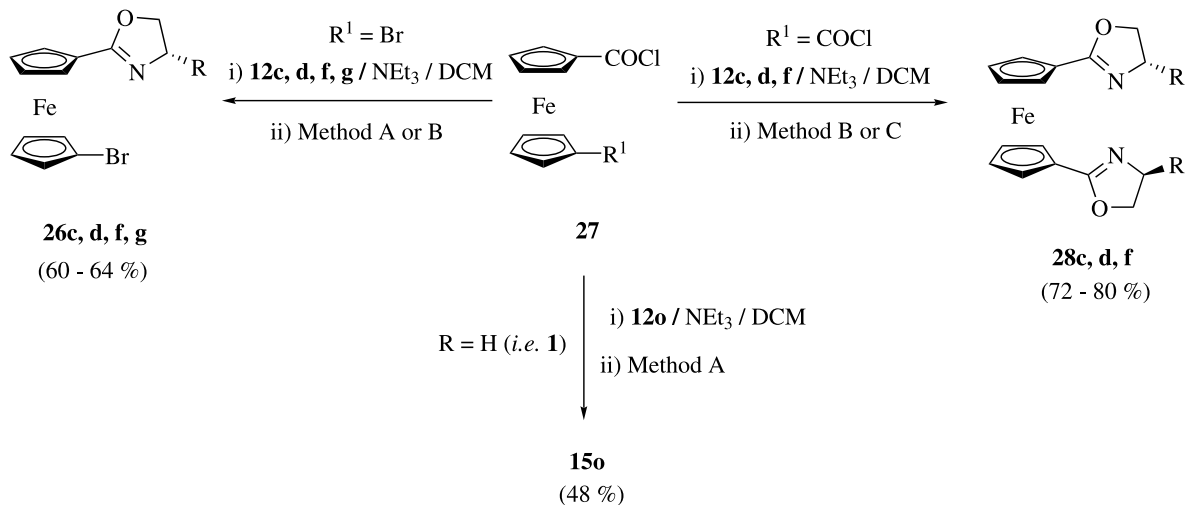 O
N
R
Fe
Br
26c, d, f, g
(60 - 64 %)
R¹ = Br
i) 12c, d, f, g / NEt₃ / DCM
ii) Method A or B
COCl
Fe
R¹
27
R¹ = COCl
i) 12c, d, f / NEt₃ / DCM
ii) Method B or C
O
N
R
Fe
N
R
O
28c, d, f
(72 - 80 %)
R = H (i.e. 1)
i) 12o / NEt₃ / DCM
ii) Method A
15o
(48 %)